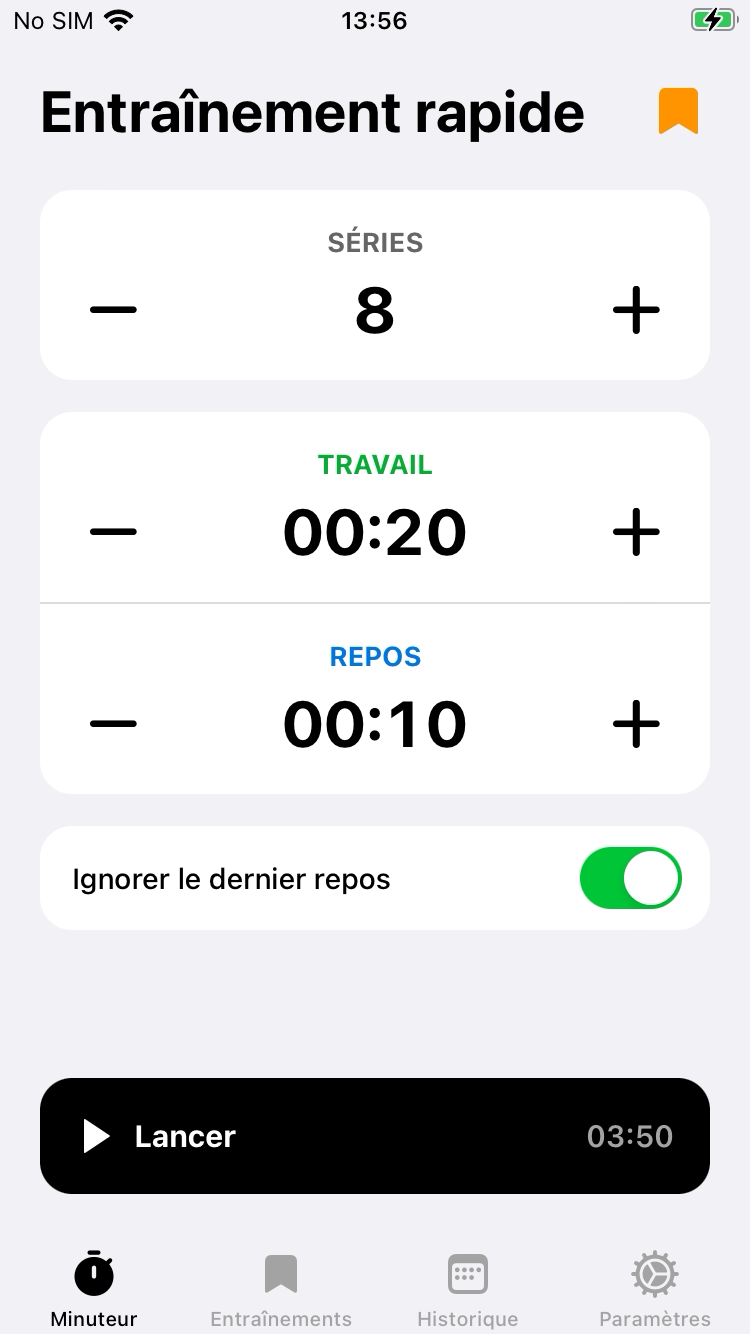 No SIM 13:56
Entraînement rapide
SÉRIES
8
TRAVAIL
00:20
REPOS
00:10
Ignorer le dernier repos
Lancer 03:50
Minuteur Entraînements Historique Paramètres